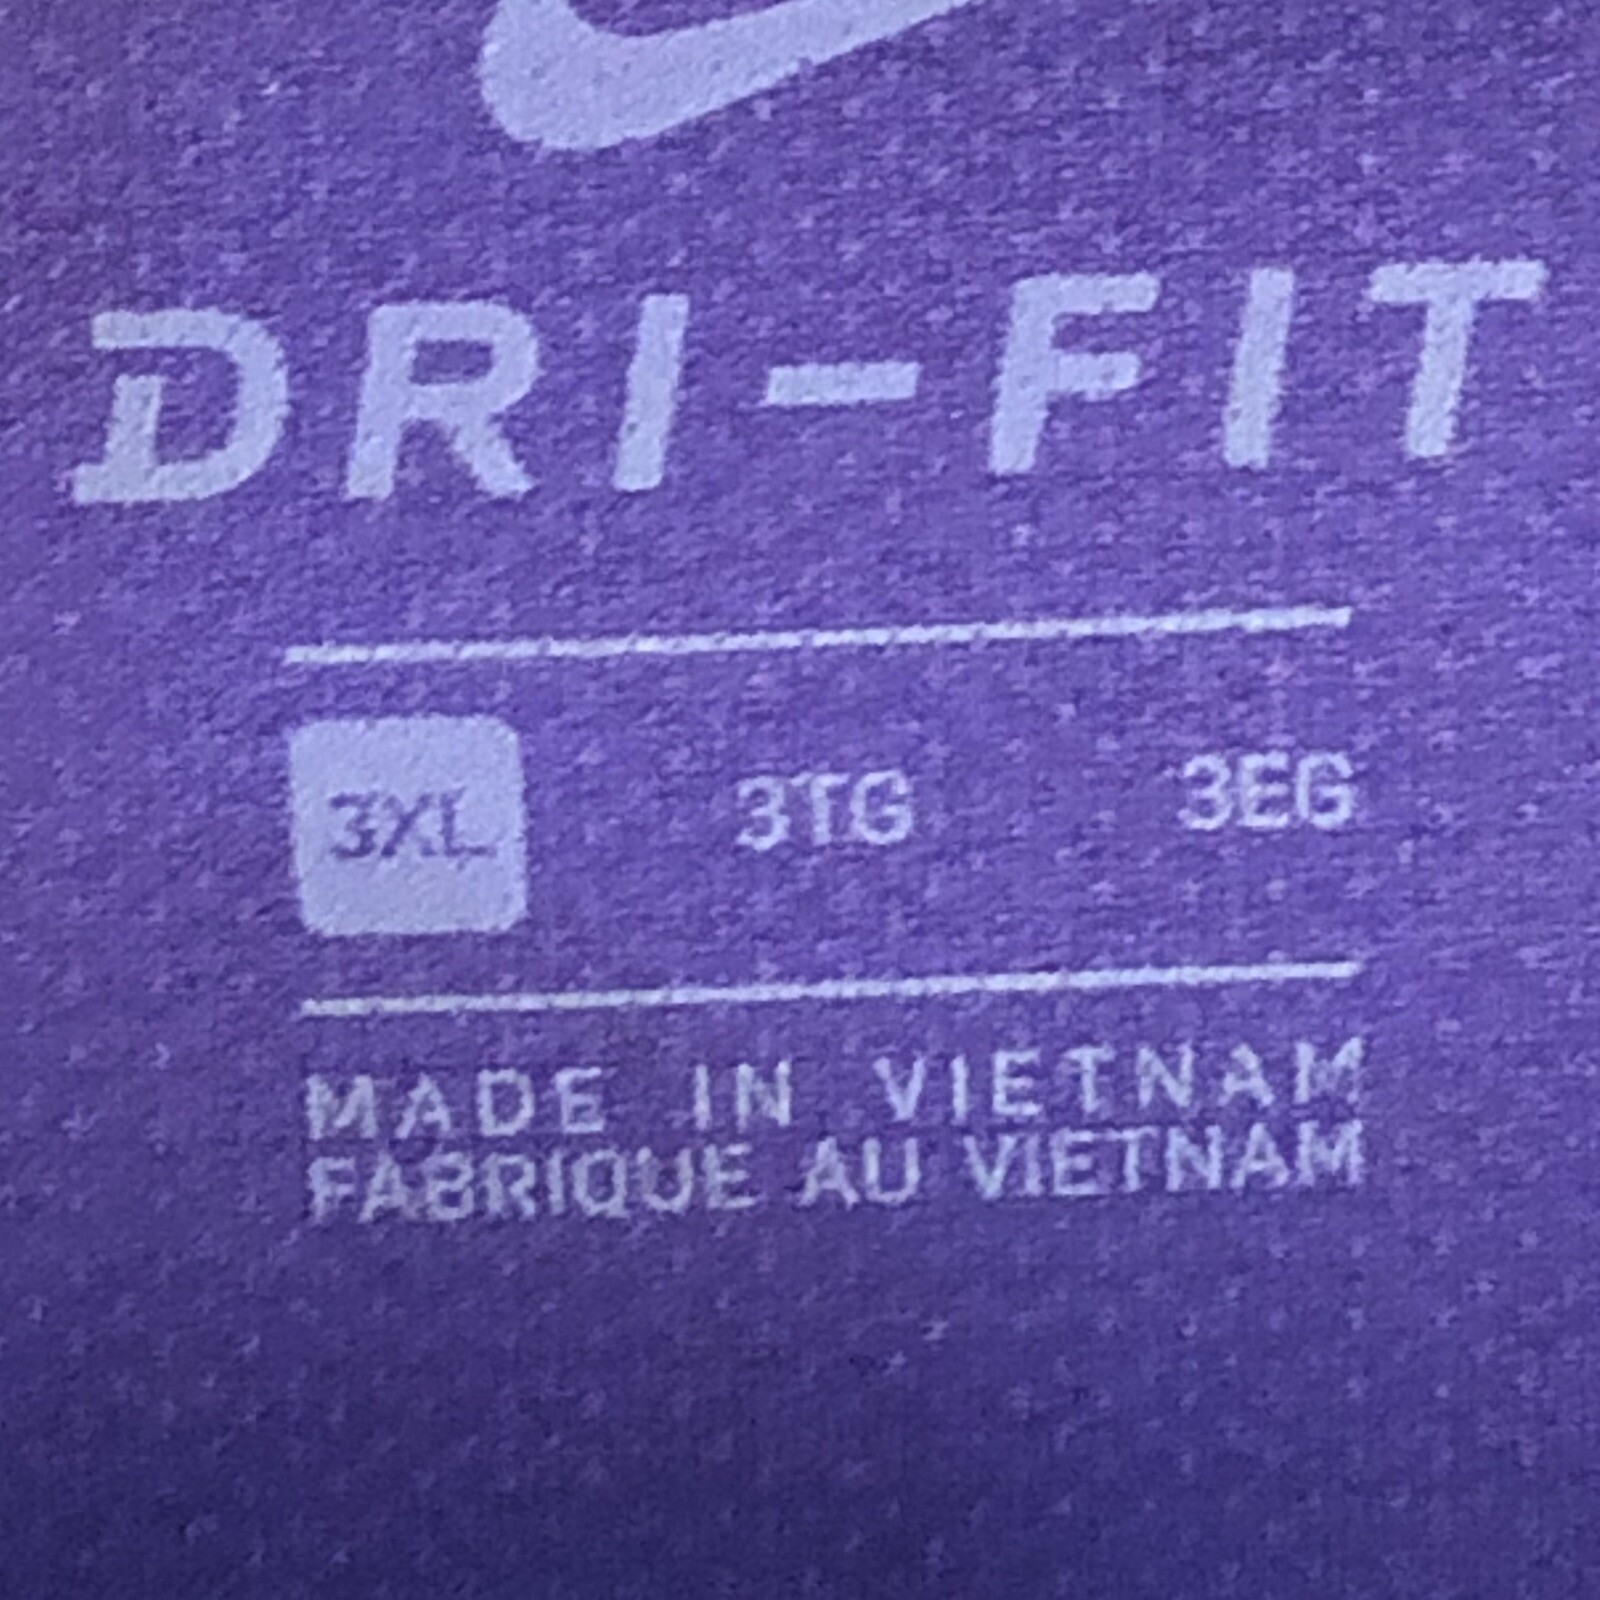 DRI-FIT
3XL 3TG 3EG
MADE IN VIETNAM
FABRIQUE AU VIETNAM